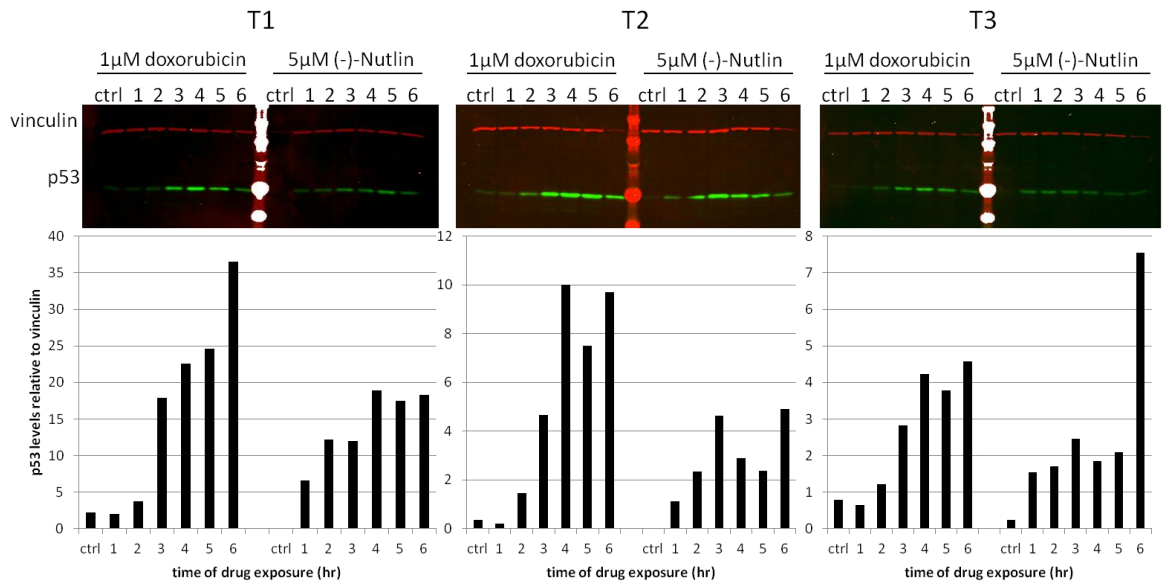 T1 T2 T3
1µM doxorubicin 5µM (-)-Nutlin 1µM doxorubicin 5µM (-)-Nutlin 1µM doxorubicin 5µM (-)-Nutlin
ctrl 1 2 3 4 5 6 ctrl 1 2 3 4 5 6 ctrl 1 2 3 4 5 6 ctrl 1 2 3 4 5 6 ctrl 1 2 3 4 5 6 ctrl 1 2 3 4 5 6
vinculin
p53
p53 levels relative to vinculin
40
35
30
25
20
15
10
5
0
ctrl 1 2 3 4 5 6 ctrl 1 2 3 4 5 6
time of drug exposure (hr)
12
10
8
6
4
2
0
ctrl 1 2 3 4 5 6 ctrl 1 2 3 4 5 6
time of drug exposure (hr)
8
7
6
5
4
3
2
1
0
ctrl 1 2 3 4 5 6 ctrl 1 2 3 4 5 6
time of drug exposure (hr)